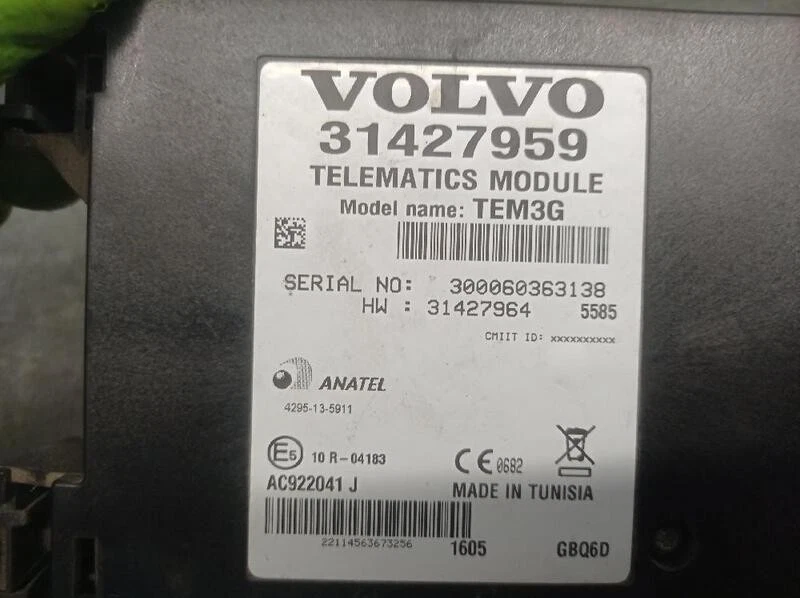 VOLVO
31427959
TELEMATICS MODULE
Model name: TEM3G
SERIAL NO: 300060363138
HW : 31427964 5585
CMIIT ID: xxxxxxxxxx
ANATEL
4295-13-5911
E5 10 R-04183 CE 0682
AC922041 J MADE IN TUNISIA
22114563673256 1605 GBQ6D